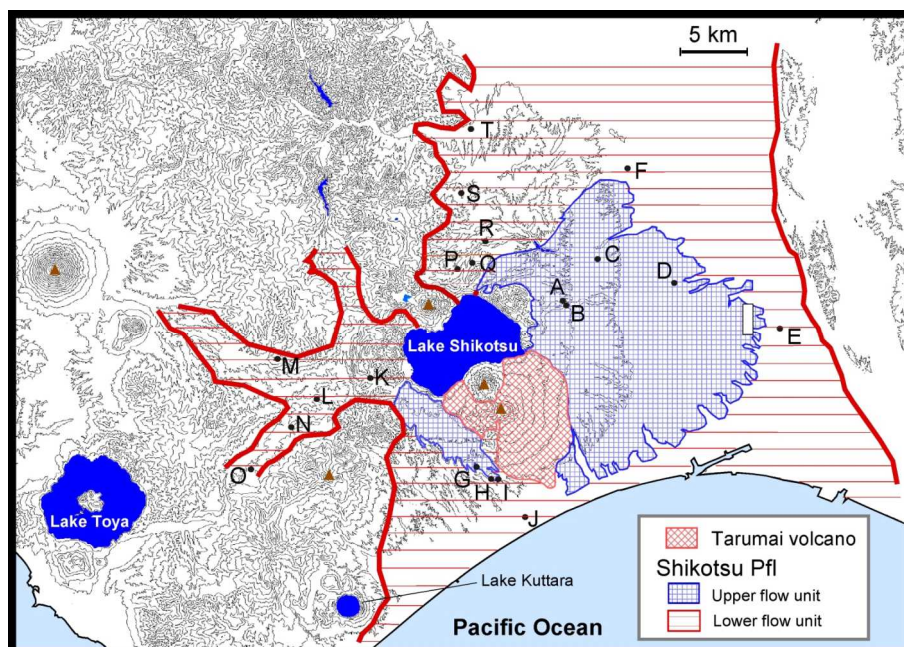 5 km
T
F
S
R
P
Q
C
D
A
B
E
Lake Shikotsu
M
K
L
N
O
G
H
I
J
Lake Toya
Lake Kuttara
Pacific Ocean
Tarumai volcano
Shikotsu Pfl
Upper flow unit
Lower flow unit